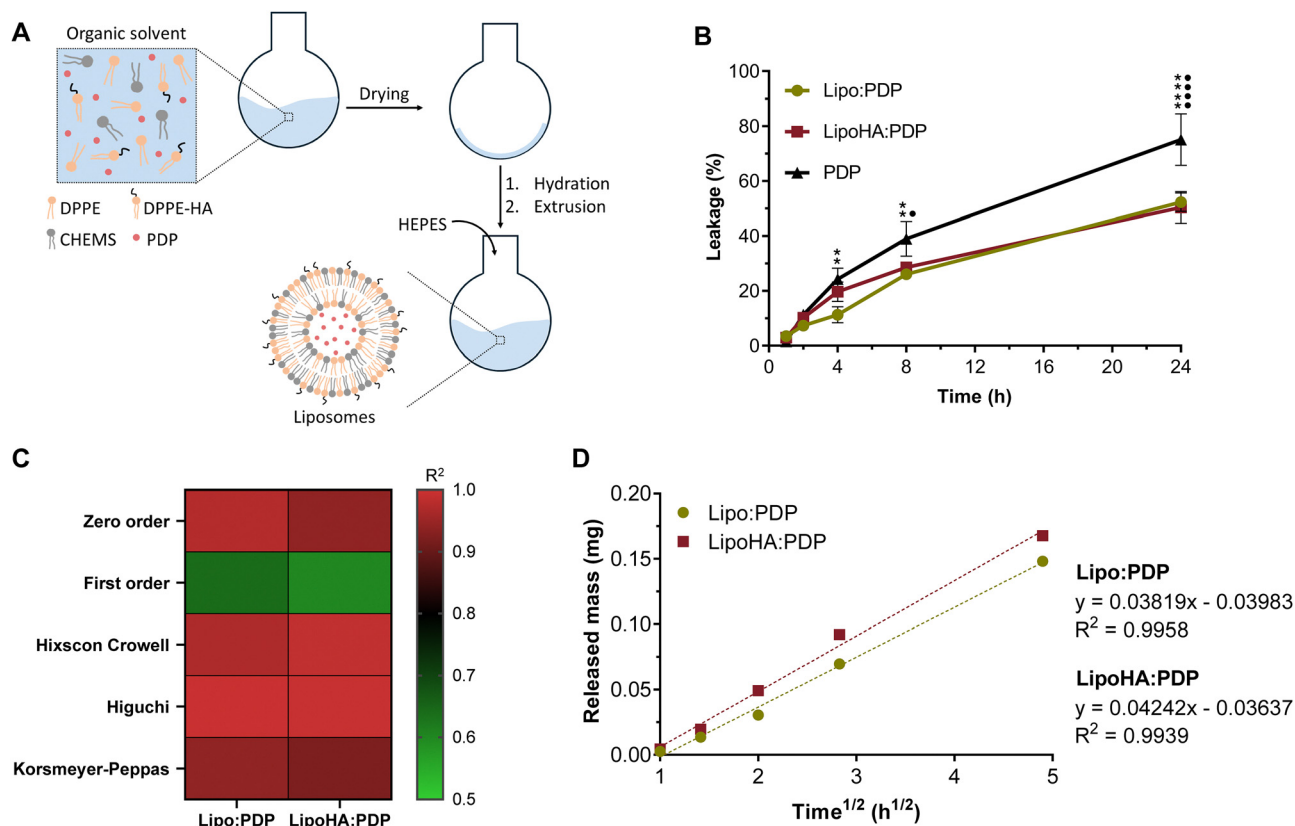 A
Organic solvent
Drying
DPPE
DPPE-HA
CHEMS
PDP
1. Hydration
2. Extrusion
HEPES
Liposomes
B
Lipo:PDP
LipoHA:PDP
PDP
Leakage (%)
100
80
60
40
20
0
**
**●
****●●●●
0 4 8 12 16 20 24
Time (h)
C
R²
Zero order
First order
Hixscon Crowell
Higuchi
Korsmeyer-Peppas
Lipo:PDP LipoHA:PDP
1.0
0.9
0.8
0.7
0.6
0.5
D
Lipo:PDP
LipoHA:PDP
Released mass (mg)
0.20
0.15
0.10
0.05
0.00
1 2 3 4 5
Time1/2 (h1/2)
Lipo:PDP
y = 0.03819x - 0.03983
R² = 0.9958
LipoHA:PDP
y = 0.04242x - 0.03637
R² = 0.9939